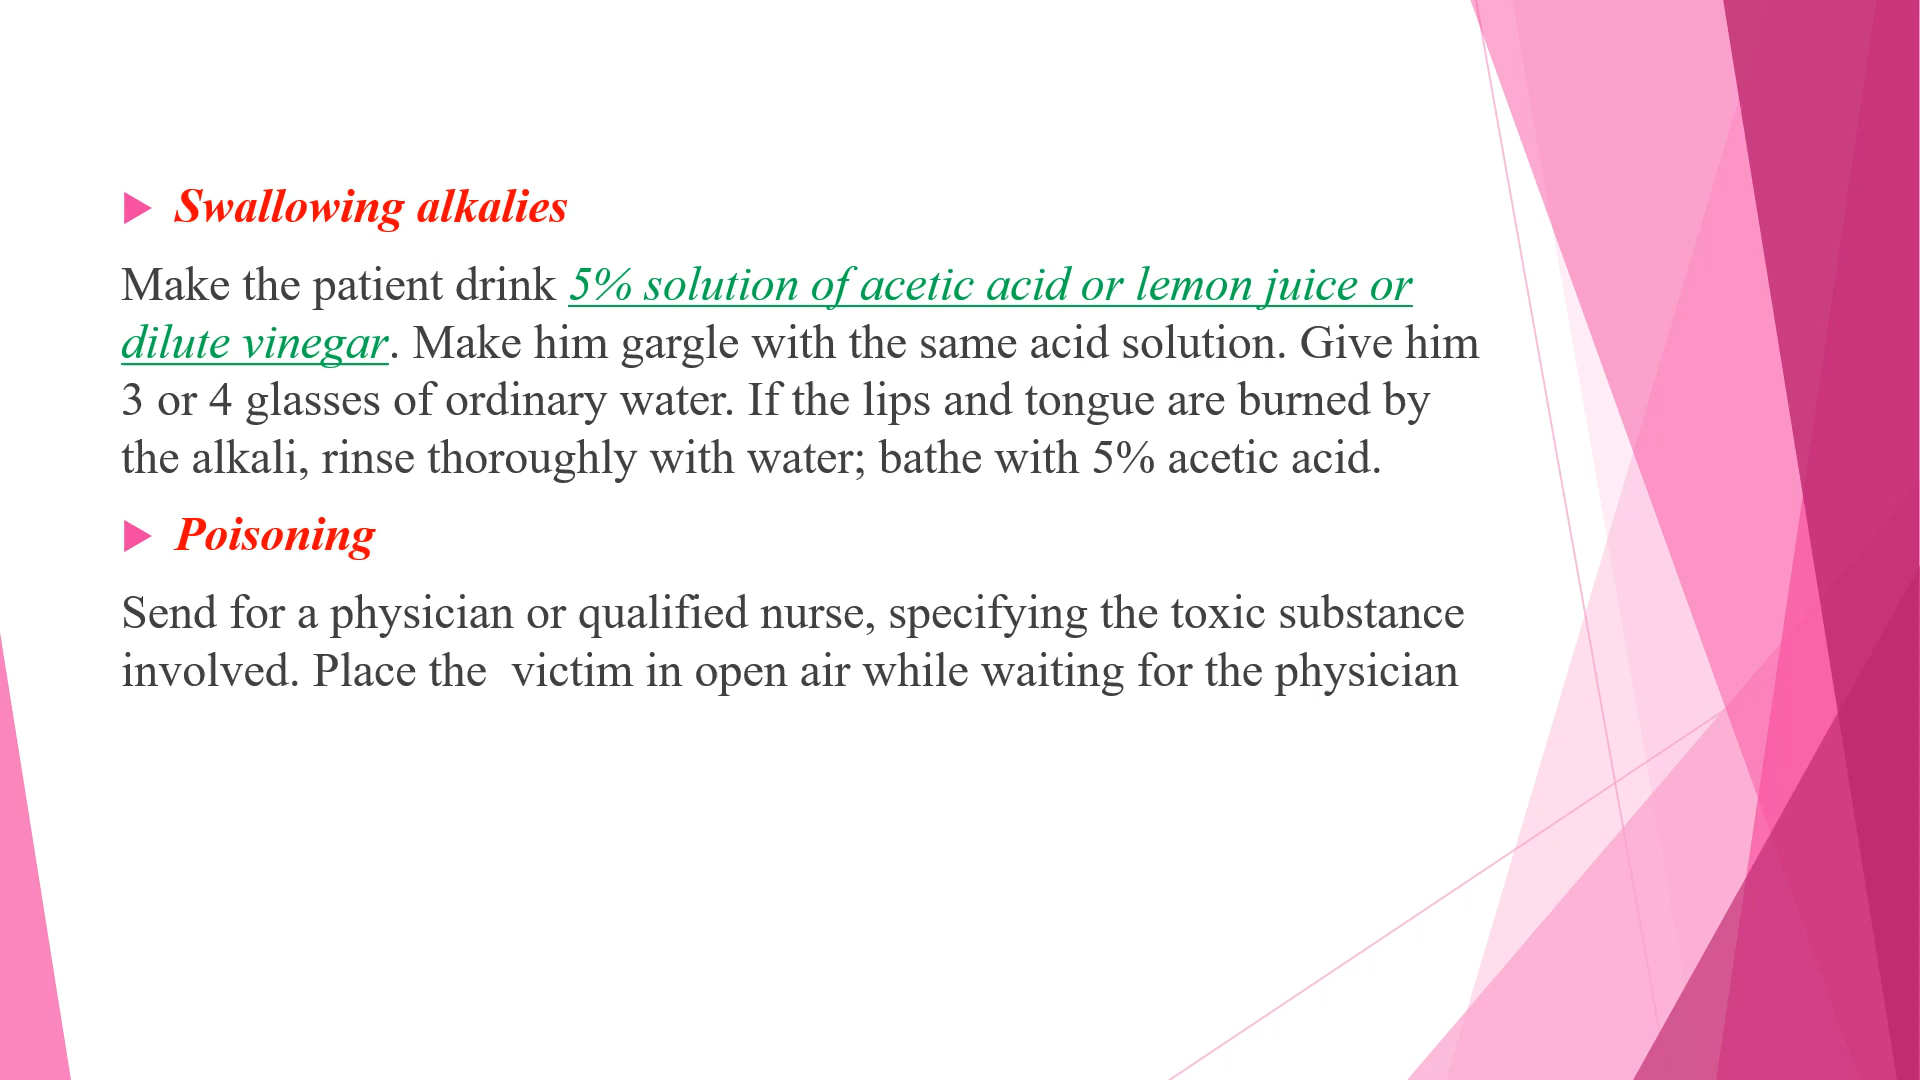 Swallowing alkalies
Make the patient drink 5% solution of acetic acid or lemon juice or
dilute vinegar. Make him gargle with the same acid solution. Give him
3 or 4 glasses of ordinary water. If the lips and tongue are burned by
the alkali, rinse thoroughly with water; bathe with 5% acetic acid.
Poisoning
Send for a physician or qualified nurse, specifying the toxic substance
involved. Place the  victim in open air while waiting for the physician